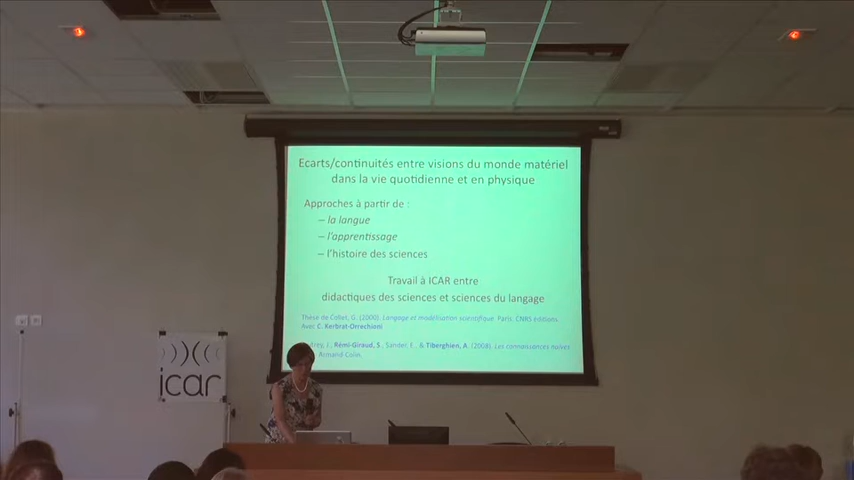 Ecarts/continuités entre visions du monde matériel
dans la vie quotidienne et en physique
Approches à partir de :
– la langue
– l'apprentissage
– l'histoire des sciences
Travail à ICAR entre
didactiques des sciences et sciences du langage
Thèse de Collet, G. (2000). Langage et modélisation scientifique. Paris: CNRS éditions.
Avec C. Kerbrat-Orrechioni
J., Rémi-Giraud, S., Sander, E., & Tiberghien, A. (2008). Les connaissances naïves
Armand Colin.
icar